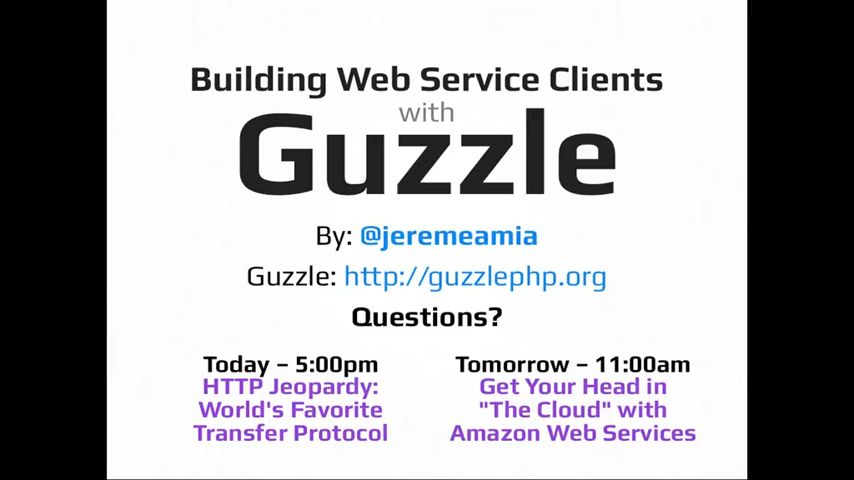 Building Web Service Clients
with
Guzzle
By: @jeremeamia
Guzzle: http://guzzlephp.org
Questions?
Today – 5:00pm
HTTP Jeopardy:
World's Favorite
Transfer Protocol
Tomorrow – 11:00am
Get Your Head in
"The Cloud" with
Amazon Web Services